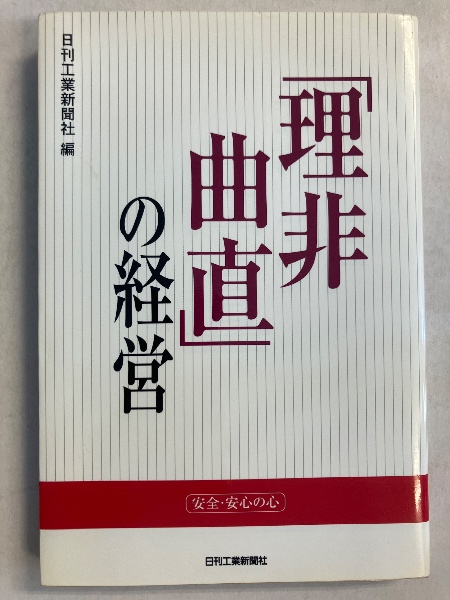 「理非
曲直」
の経営
日刊工業新聞社 編
安全・安心の心
日刊工業新聞社